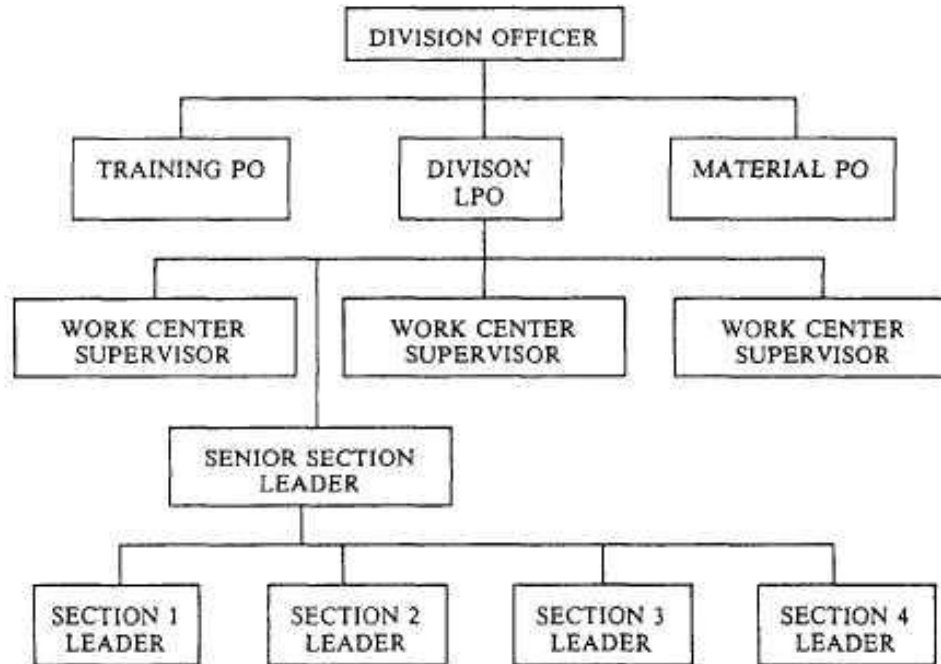 DIVISION OFFICER
TRAINING PO
DIVISON
LPO
MATERIAL PO
WORK CENTER
SUPERVISOR
WORK CENTER
SUPERVISOR
WORK CENTER
SUPERVISOR
SENIOR SECTION
LEADER
SECTION 1
LEADER
SECTION 2
LEADER
SECTION 3
LEADER
SECTION 4
LEADER